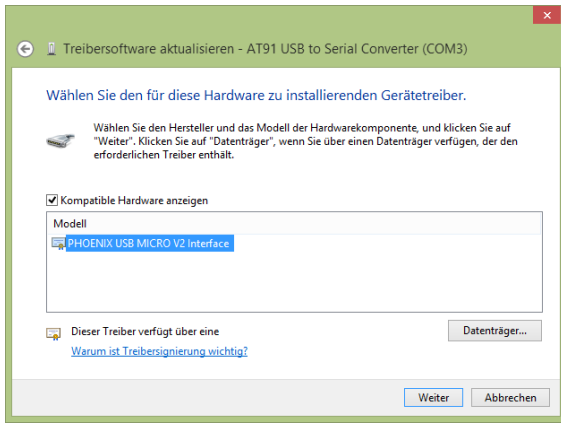 Treibersoftware aktualisieren - AT91 USB to Serial Converter (COM3)
Wählen Sie den für diese Hardware zu installierenden Gerätetreiber.
Wählen Sie den Hersteller und das Modell der Hardwarekomponente, und klicken Sie auf
"Weiter". Klicken Sie auf "Datenträger", wenn Sie über einen Datenträger verfügen, der den
erforderlichen Treiber enthält.
Kompatible Hardware anzeigen
Modell
PHOENIX USB MICRO V2 Interface
Dieser Treiber verfügt über eine
Datenträger...
Warum ist Treibersignierung wichtig?
Weiter
Abbrechen